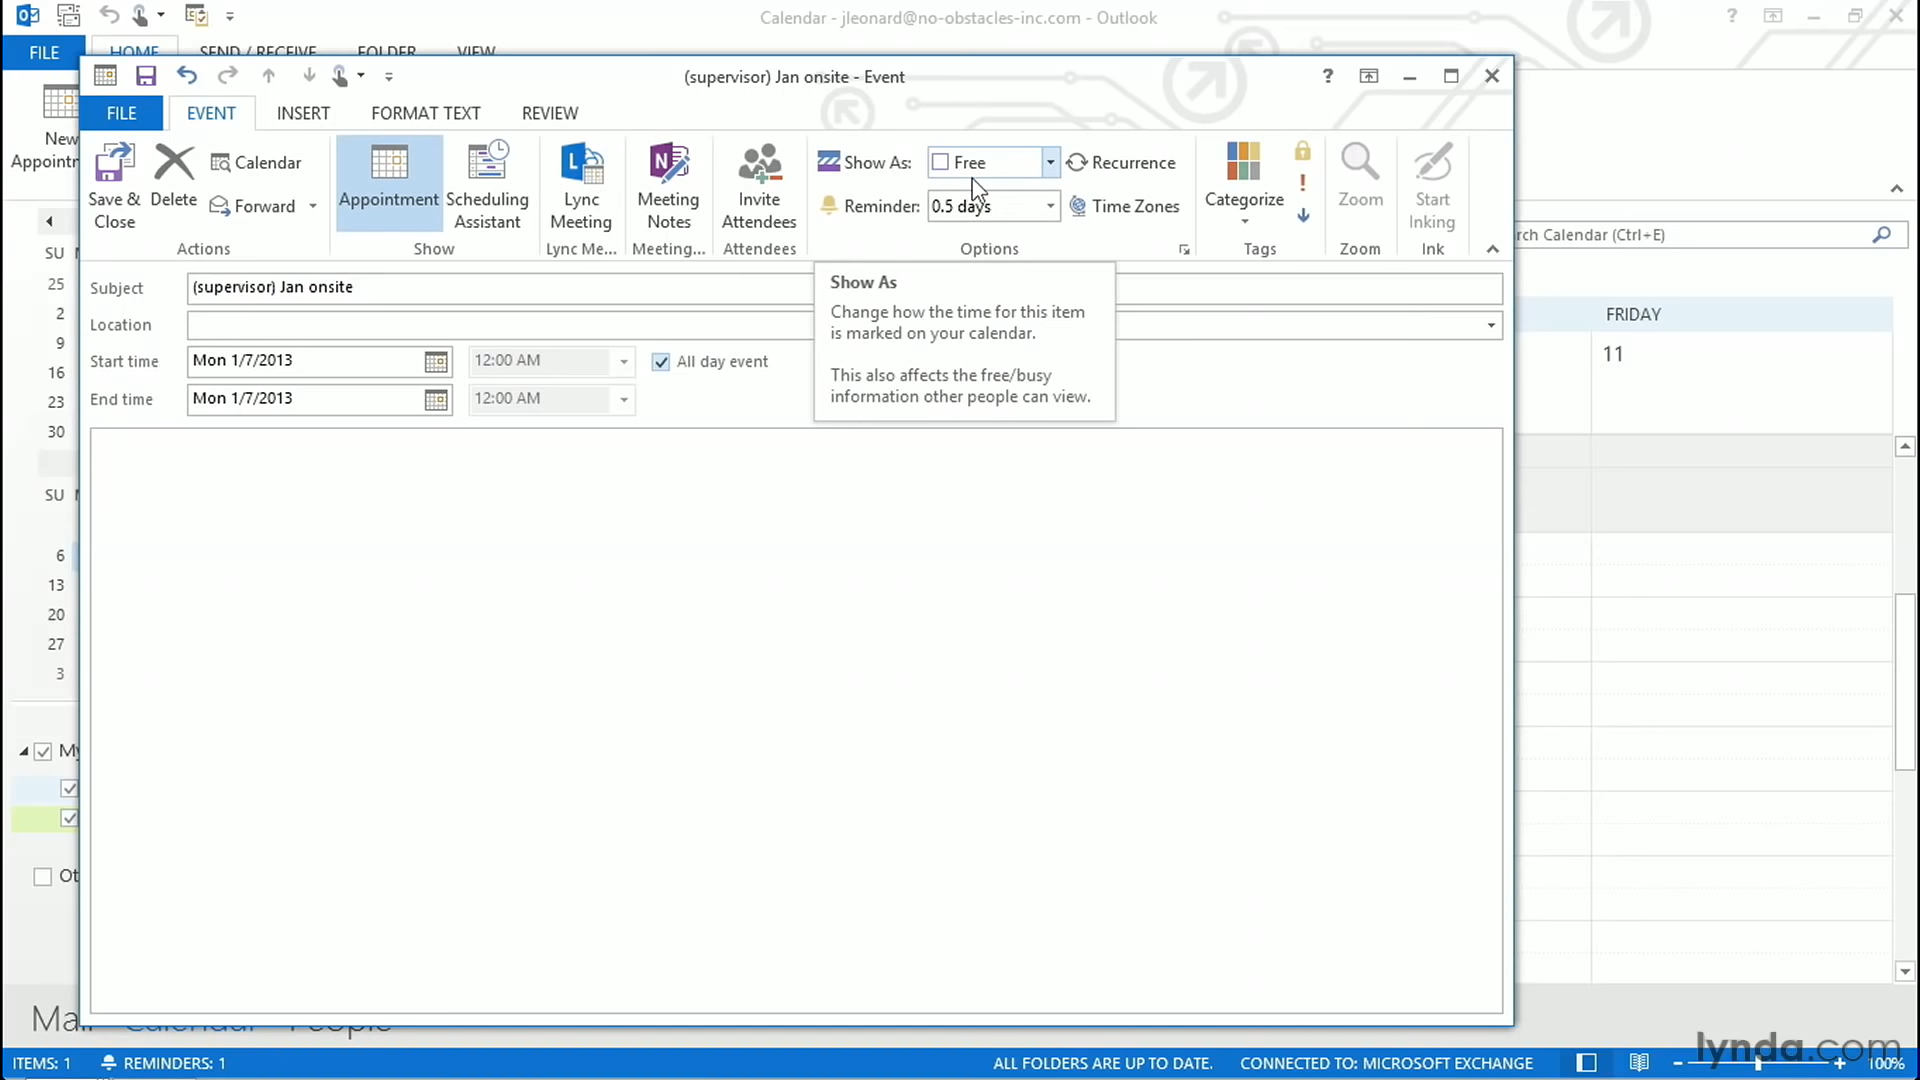 Calendar - jleonard@no-obstacles-inc.com - Outlook
FILE HOME SEND / RECEIVE FOLDER VIEW
(supervisor) Jan onsite - Event
FILE EVENT INSERT FORMAT TEXT REVIEW
New
Save &
Close
Delete
Calendar
Forward
Actions
Appointment
Scheduling
Assistant
Show
Lync
Meeting
Lync Me...
Meeting
Notes
Meeting...
Invite
Attendees
Attendees
Show As: Free
Recurrence
Reminder: 0.5 days
Time Zones
Options
Categorize
Tags
Zoom
Zoom
Start
Inking
Ink
Subject (supervisor) Jan onsite
Location
Start time Mon 1/7/2013 12:00 AM All day event
End time Mon 1/7/2013 12:00 AM
Show As
Change how the time for this item
is marked on your calendar.
This also affects the free/busy
information other people can view.
rch Calendar (Ctrl+E)
FRIDAY
11
SU
25
2
9
16
23
30
SU
6
13
20
27
3
My
Calendar People
ITEMS: 1 REMINDERS: 1 ALL FOLDERS ARE UP TO DATE. CONNECTED TO: MICROSOFT EXCHANGE 100%
lynda.com